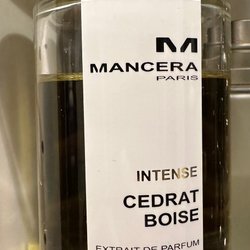 M
MANCERA
PARIS
INTENSE
CEDRAT
BOISE
EXTRAIT DE PARFUM